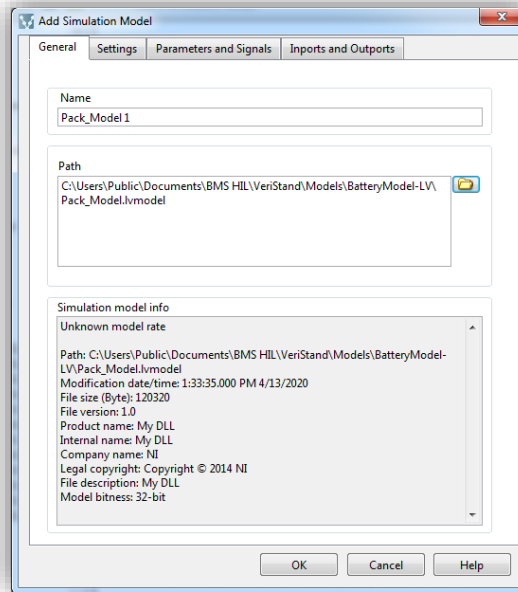 Add Simulation Model
General Settings Parameters and Signals Inports and Outports
Name
Pack_Model 1
Path
C:\Users\Public\Documents\BMS HIL\VeriStand\Models\BatteryModel-LV\
Pack_Model.lvmodel
Simulation model info
Unknown model rate
Path: C:\Users\Public\Documents\BMS HIL\VeriStand\Models\BatteryModel-
LV\Pack_Model.lvmodel
Modification date/time: 1:33:35.000 PM 4/13/2020
File size (Byte): 120320
File version: 1.0
Product name: My DLL
Internal name: My DLL
Company name: NI
Legal copyright: Copyright © 2014 NI
File description: My DLL
Model bitness: 32-bit
OK Cancel Help